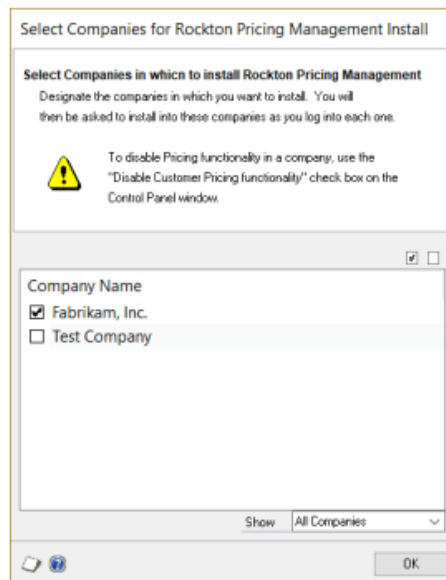 Select Companies for Rockton Pricing Management Install
Select Companies in whicn to install Rockton Pricing Management
Designate the companies in which you want to install. You will
then be asked to install into these companies as you log into each one.
To disable Pricing functionality in a company, use the
"Disable Customer Pricing functionality" check box on the
Control Panel window.
Company Name
Fabrikam, Inc.
Test Company
Show All Companies
OK